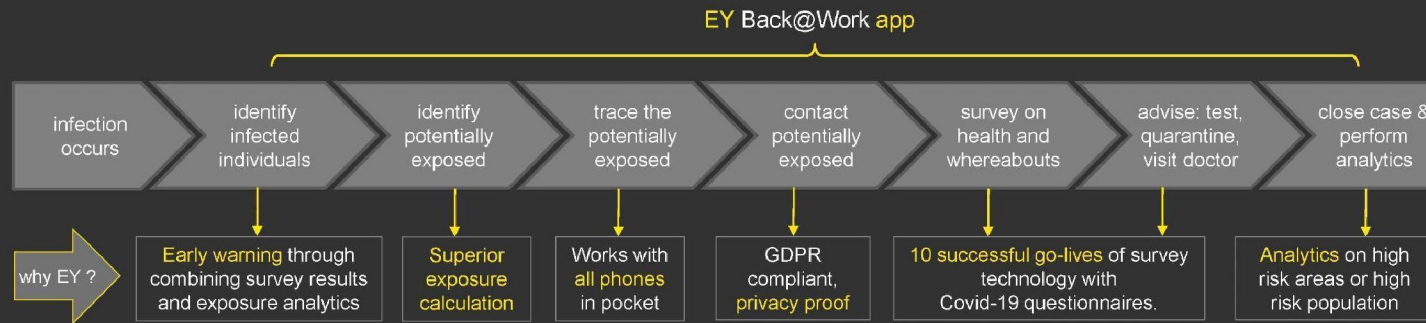 EY Back@Work app
infection
occurs
identify
infected
individuals
identify
potentially
exposed
trace the
potentially
exposed
contact
potentially
exposed
survey on
health and
whereabouts
advise: test,
quarantine,
visit doctor
close case &
perform
analytics
why EY ?
Early warning through
combining survey results
and exposure analytics
Superior
exposure
calculation
Works with
all phones
in pocket
GDPR
compliant,
privacy proof
10 successful go-lives of survey
technology with
Covid-19 questionnaires.
Analytics on high
risk areas or high
risk population